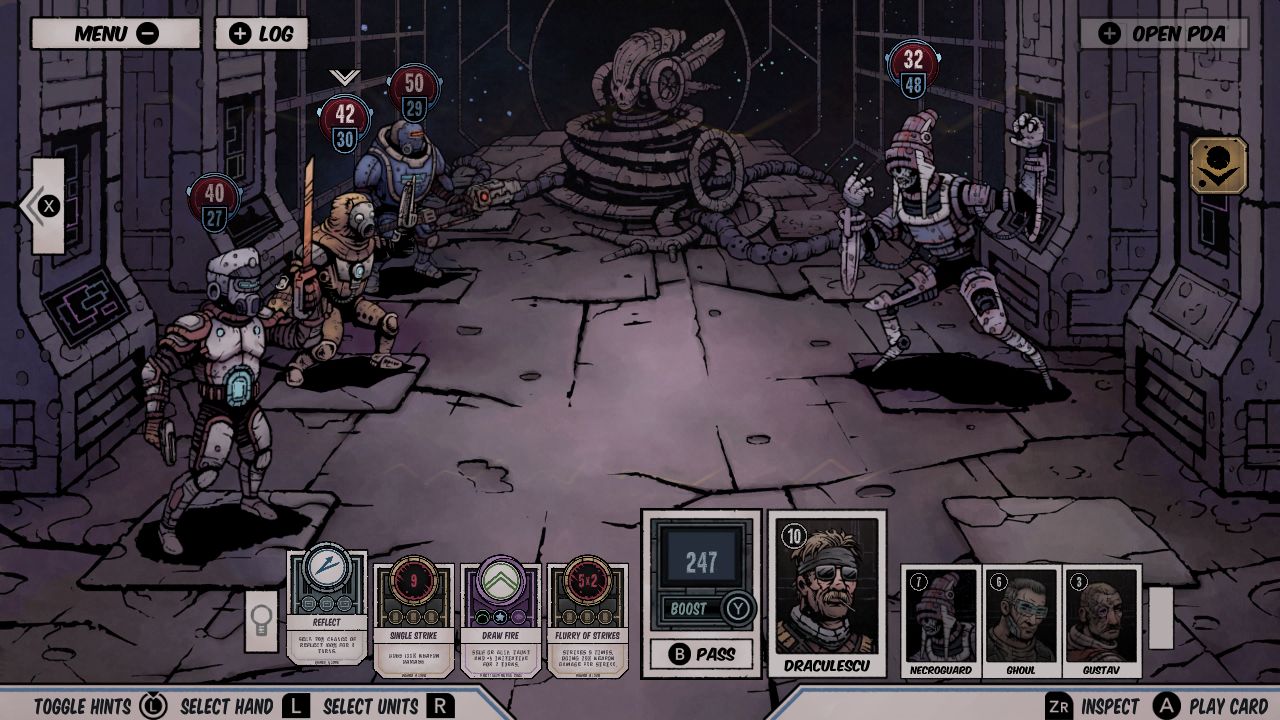 MENU
LOG
OPEN PDA
50
29
42
30
32
48
40
27
X
REFLECT
9
SINGLE STRIKE
DRAW FIRE
5x2
FLURRY OF STRIKES
247
BOOST Y
B PASS
10
DRACULESCU
7
NECROGUARD
6
GHOUL
3
GUSTAV
TOGGLE HINTS L SELECT HAND L SELECT UNITS R
ZR INSPECT A PLAY CARD